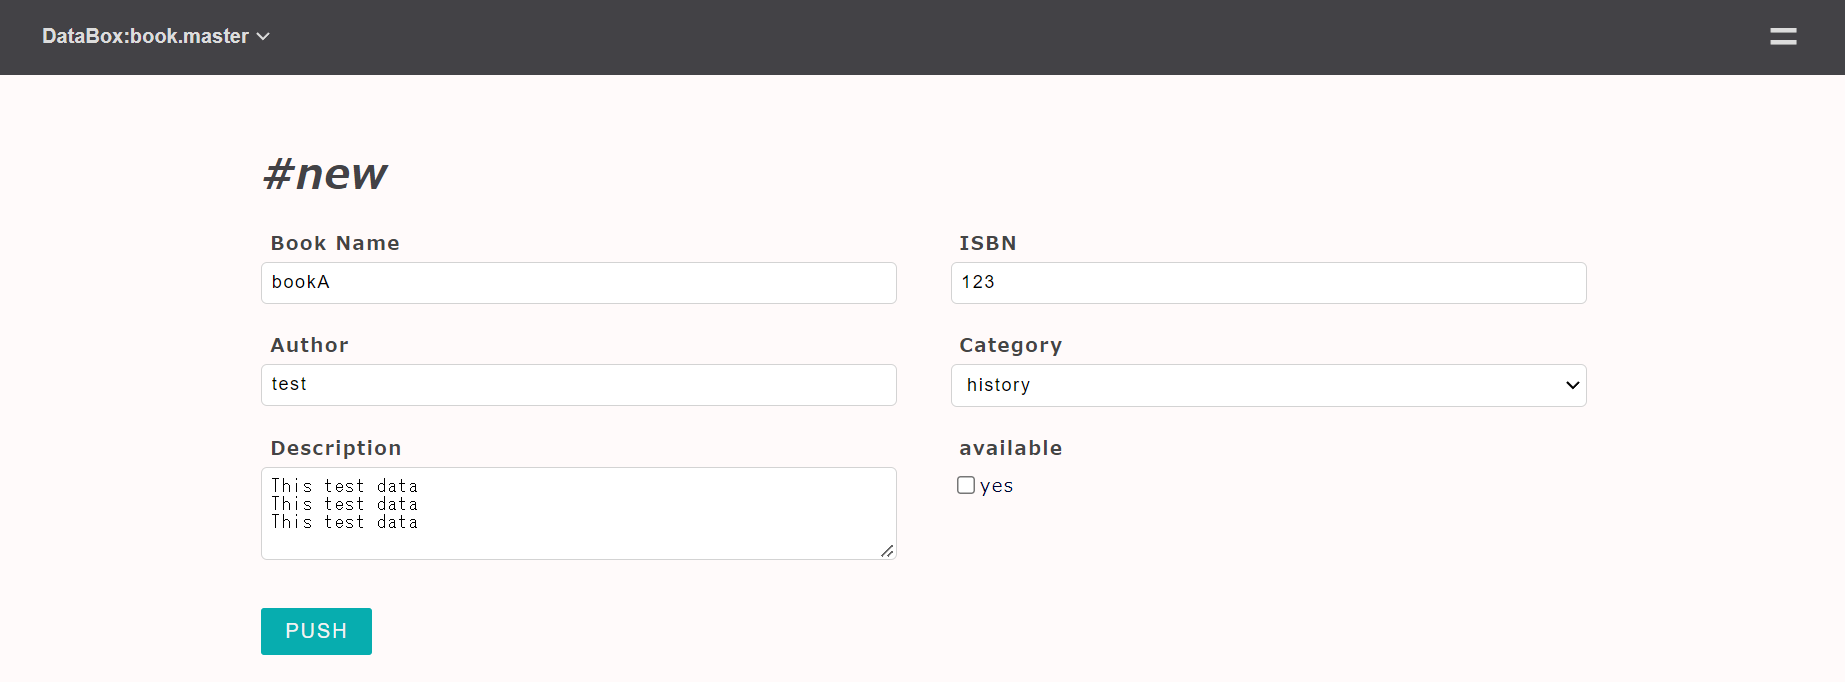 DataBox:book.master
#new
Book Name
bookA
ISBN
123
Author
test
Category
history
Description
This test data
This test data
This test data
available
yes
PUSH